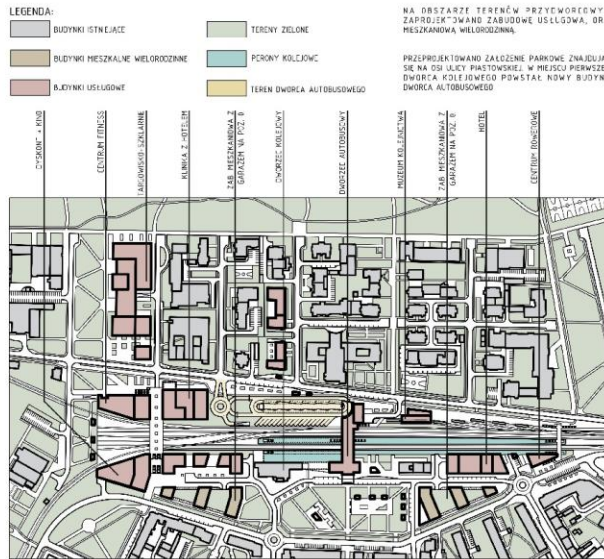 LEGENDA:
BUDYNKI ISTNIEJĄCE
BUDYNKI MIESZKALNE WIELORODZINNE
BUDYNKI USŁUGOWE
TERENY ZIELONE
PERONY KOLEJOWE
TEREN DWORCA AUTOBUSOWEGO
NA OBSZARZE TERENÓW PRZYDWORCOWY
ZAPROJEKTOWANO ZABUDOWĘ USŁUGOWĄ, OR
MIESZKANIOWĄ WIELORODZINNĄ.
PRZEPROJEKTOWANO ZAŁOŻENIE PARKOWE ZNAJDUJĄ
SIĘ NA OSI ULICY PIASTOWSKIEJ. W MIEJSCU PIERWSZE
DWORCA KOLEJOWEGO POWSTAŁ NOWY BUDYN
DWORCA AUTOBUSOWEGO
DYSKONT + KINO
CENTRUM FITNESS
TARGOWISKO-SZKLARNIE
KLINIKA Z HOTELEM
ZAB. MIESZKANIOWA Z
GARAŻEM NA POZ. 0
DWORZEC KOLEJOWY
DWORZEC AUTOBUSOWY
MUZEUM KOLEJNICTWA
ZAB. MIESZKANIOWA Z
GARAŻEM NA POZ. 0
HOTEL
CENTRUM ROWEROWE